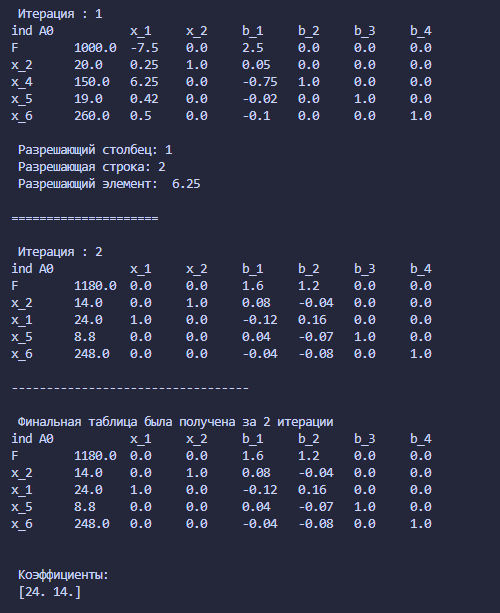 Итерация : 1
ind A0 x_1 x_2 b_1 b_2 b_3 b_4
F 1000.0 -7.5 0.0 2.5 0.0 0.0 0.0
x_2 20.0 0.25 1.0 0.05 0.0 0.0 0.0
x_4 150.0 6.25 0.0 -0.75 1.0 0.0 0.0
x_5 19.0 0.42 0.0 -0.02 0.0 1.0 0.0
x_6 260.0 0.5 0.0 -0.1 0.0 0.0 1.0
Разрешающий столбец: 1
Разрешающая строка: 2
Разрешающий элемент: 6.25
=====================
Итерация : 2
ind A0 x_1 x_2 b_1 b_2 b_3 b_4
F 1180.0 0.0 0.0 1.6 1.2 0.0 0.0
x_2 14.0 0.0 1.0 0.08 -0.04 0.0 0.0
x_1 24.0 1.0 0.0 -0.12 0.16 0.0 0.0
x_5 8.8 0.0 0.0 0.04 -0.07 1.0 0.0
x_6 248.0 0.0 0.0 -0.04 -0.08 0.0 1.0
----------------------------------
Финальная таблица была получена за 2 итерации
ind A0 x_1 x_2 b_1 b_2 b_3 b_4
F 1180.0 0.0 0.0 1.6 1.2 0.0 0.0
x_2 14.0 0.0 1.0 0.08 -0.04 0.0 0.0
x_1 24.0 1.0 0.0 -0.12 0.16 0.0 0.0
x_5 8.8 0.0 0.0 0.04 -0.07 1.0 0.0
x_6 248.0 0.0 0.0 -0.04 -0.08 0.0 1.0
Коэффициенты:
[24. 14.]